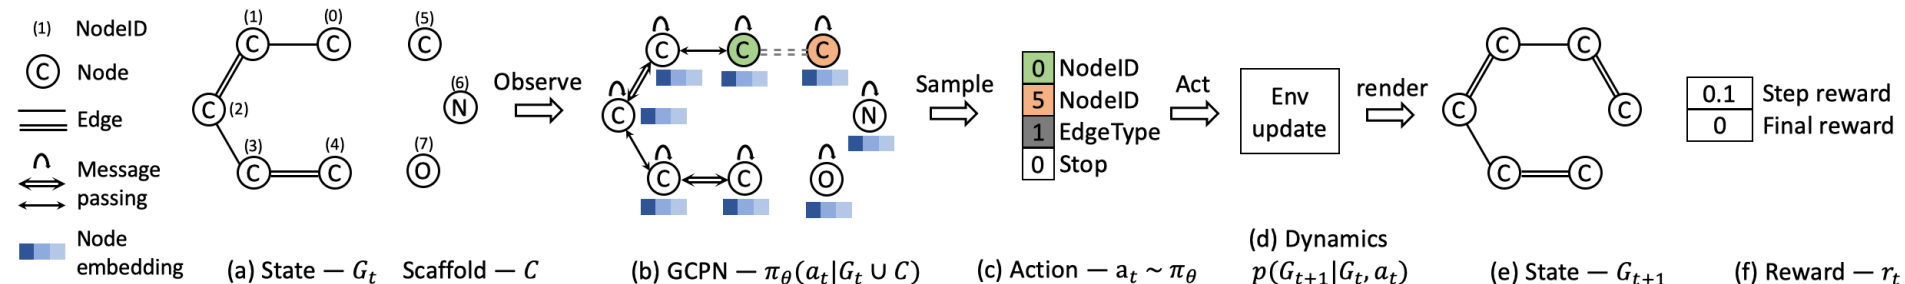 (1) NodeID
C Node
Edge
Message
passing
Node
embedding
(1) (0) (5)
C C C
(6)
C (2) N
(3) (4) (7)
C C O
(a) State — G_t Scaffold — C
Observe
C C C
C N
C C O
(b) GCPN — π_θ(a_t|G_t ∪ C)
Sample
0 NodeID
5 NodeID
1 EdgeType
0 Stop
(c) Action — a_t ~ π_θ
Act
Env
update
(d) Dynamics
p(G_{t+1}|G_t, a_t)
render
C C
C C
C C
(e) State — G_{t+1}
0.1 Step reward
0 Final reward
(f) Reward — r_t